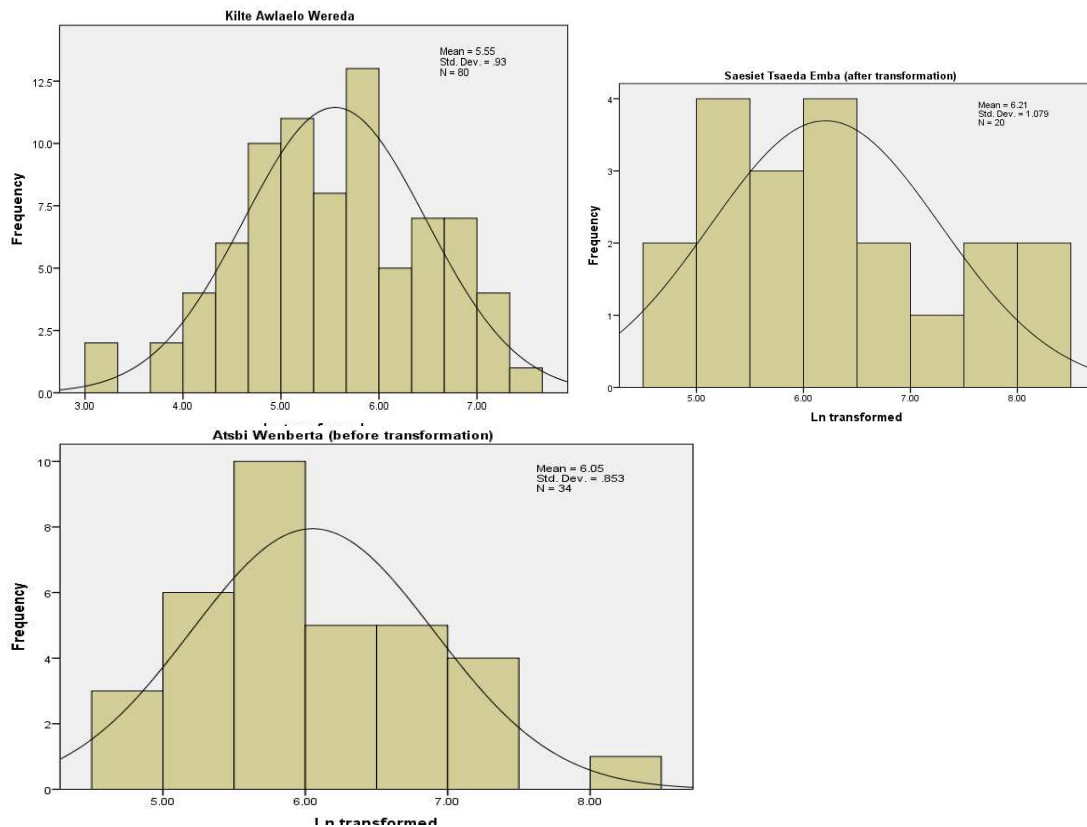 Kilte Awlaelo Wereda
Mean = 5.55
Std. Dev. = .93
N = 80
Frequency
12.5
10.0
7.5
5.0
2.5
0.0
3.00 4.00 5.00 6.00 7.00
Saesiet Tsaeda Emba (after transformation)
Mean = 6.21
Std. Dev. = 1.079
N = 20
Frequency
4
3
2
1
0
5.00 6.00 7.00 8.00
Ln transformed
Atsbi Wenberta (before transformation)
Mean = 6.05
Std. Dev. = .853
N = 34
Frequency
10
8
6
4
2
0
5.00 6.00 7.00 8.00
Ln transformed